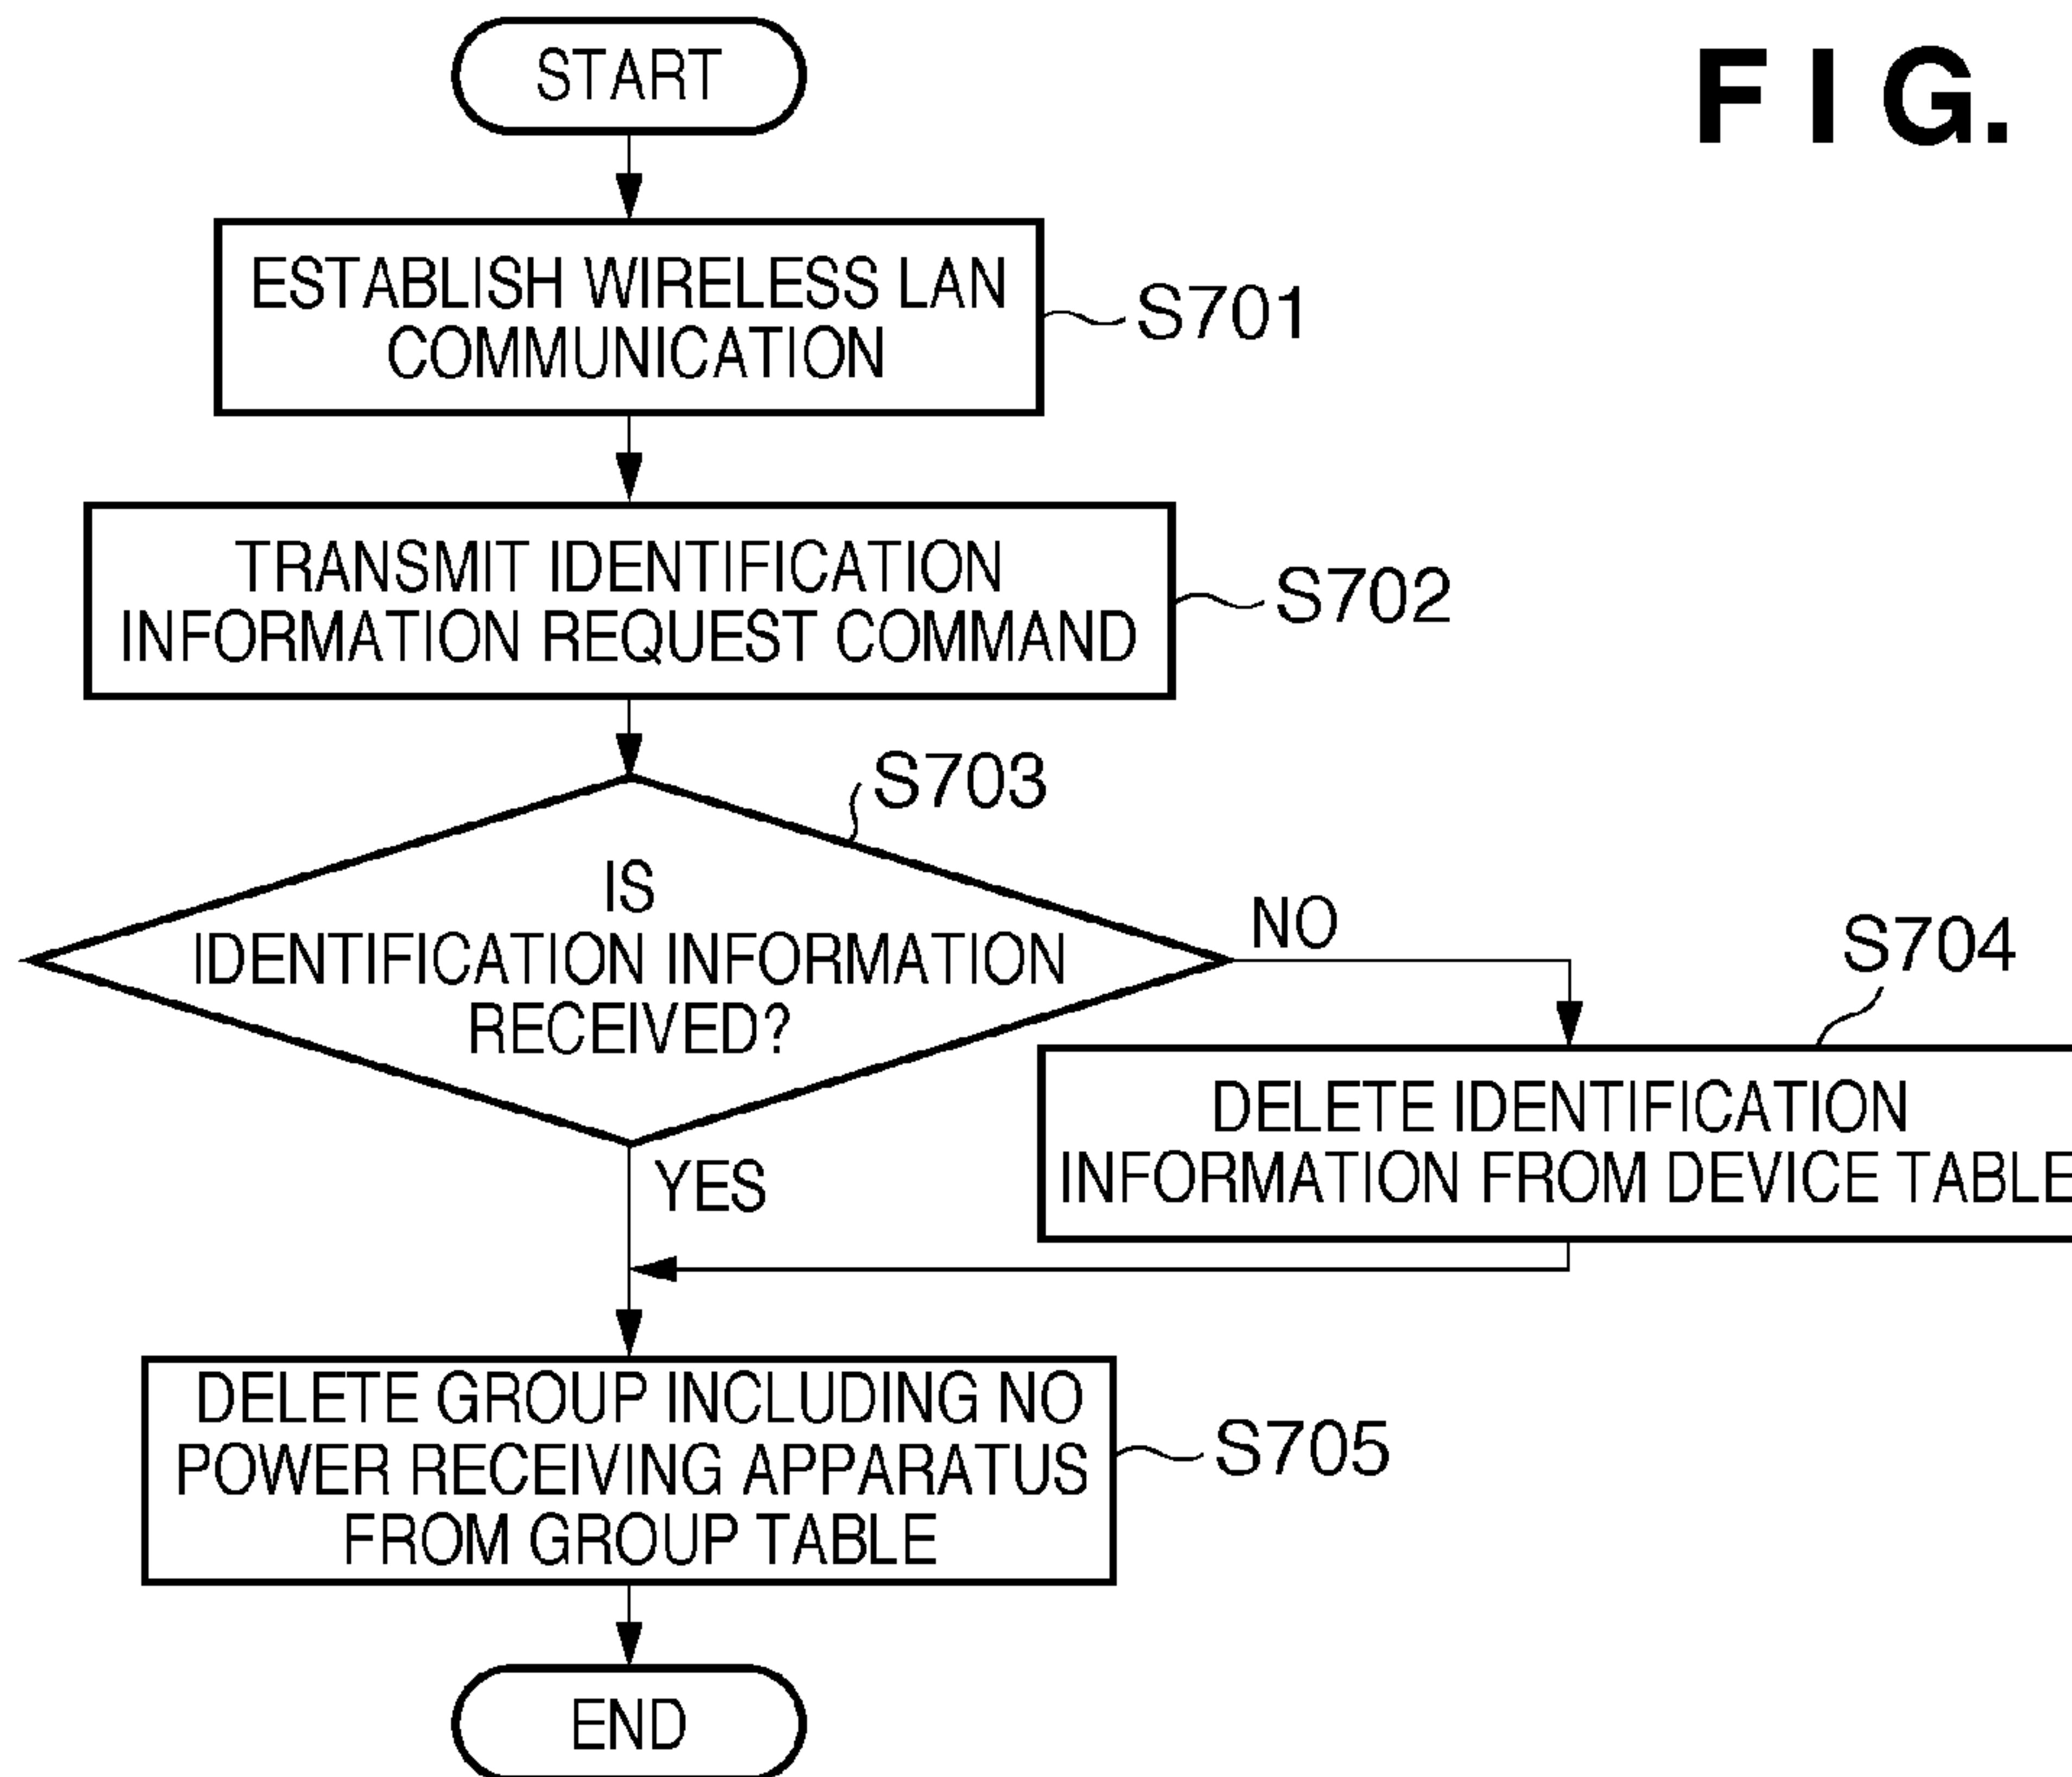 START
FIG.
ESTABLISH WIRELESS LAN
COMMUNICATION
S701
TRANSMIT IDENTIFICATION
INFORMATION REQUEST COMMAND
S702
S703
IS
IDENTIFICATION INFORMATION
RECEIVED?
NO
S704
DELETE IDENTIFICATION
INFORMATION FROM DEVICE TABLE
YES
DELETE GROUP INCLUDING NO
POWER RECEIVING APPARATUS
FROM GROUP TABLE
S705
END